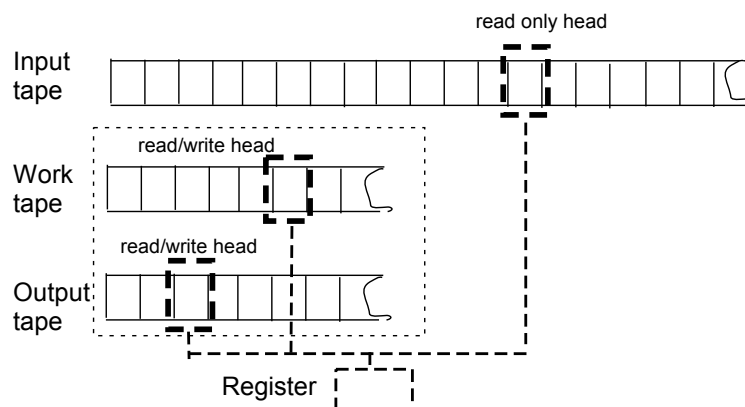 read only head
Input
tape
read/write head
Work
tape
read/write head
Output
tape
Register